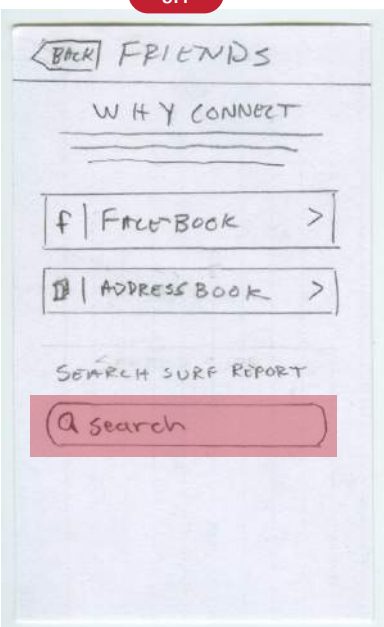 BACK FRIENDS
WHY CONNECT
f FACEBOOK >
ADDRESS BOOK >
SEARCH SURF REPORT
search